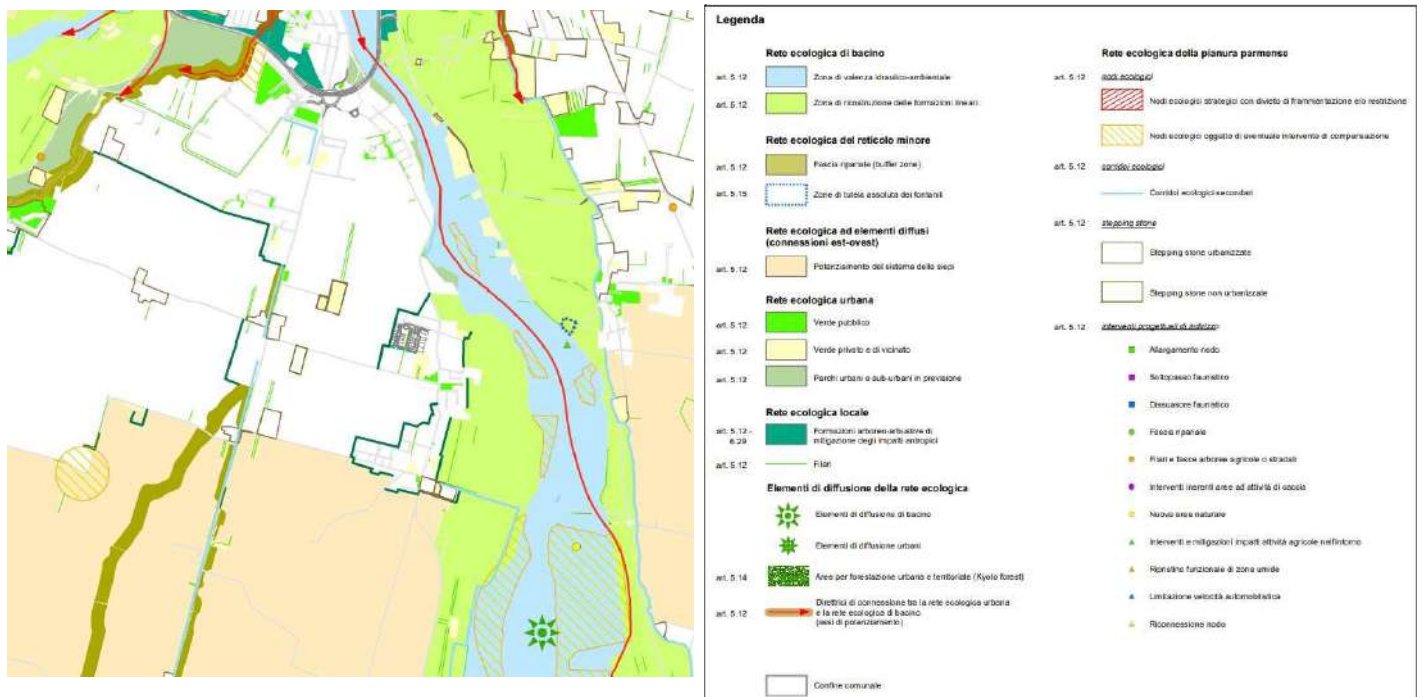 Legenda
Rete ecologica di bacino
art. 5.12 Zona di valenza idraulico-ambientale
art. 5.12 Zona di ricostruzione delle formazioni lineari
Rete ecologica del reticolo minore
art. 5.12 Fascia ripariale (buffer zone)
art. 5.15 Zone di tutela assoluta dei fontanili
Rete ecologica ad elementi diffusi
(connessioni est-ovest)
art. 5.12 Potenziamento del sistema delle siepi
Rete ecologica urbana
art. 5.12 Verde pubblico
art. 5.12 Verde privato e di vicinato
art. 5.12 Parchi urbani e sub-urbani in previsione
Rete ecologica locale
art. 5.12 - 6.29 Formazioni arboreo-arbustive di
mitigazione degli impatti antropici
art. 5.12 Filari
Elementi di diffusione della rete ecologica
Elementi di diffusione di bacino
Elementi di diffusione urbani
art. 5.14 Aree per forestazione urbana e territoriale (Kyoto forest)
art. 5.12 Direttrici di connessione tra la rete ecologica urbana
e la rete ecologica di bacino
(assi di potenziamento)
Confine comunale
Rete ecologica della pianura parmense
art. 5.12 nodi ecologici
Nodi ecologici strategici con divieto di frammentazione e/o restrizione
Nodi ecologici oggetto di eventuale intervento di compensazione
art. 5.12 corridoi ecologici
Corridoi ecologici secondari
art. 5.12 stepping stone
Stepping stone urbanizzate
Stepping stone non urbanizzate
art. 5.12 interventi progettuali di indirizzo
Allargamento nodo
Sottopasso faunistico
Dissuasore faunistico
Fascia ripariale
Filari e fasce arboree agricole o stradali
Interventi inerenti aree ad attività di caccia
Nuova area naturale
Interventi e mitigazioni impatti attività agricole nell'intorno
Ripristino funzionale di zone umide
Limitazione velocità automobilistica
Riconnessione nodo